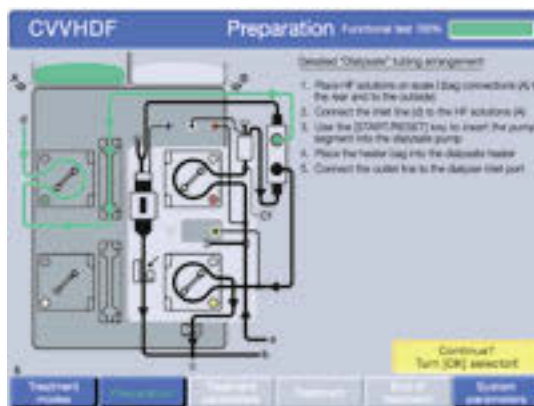 CVVHDF
Preparation Functional test 100%
Detailed "Dialysate" tubing arrangement
1. Place HF solutions on scale I (bag connections (A) to
the rear and to the outside).
2. Connect the inlet line (d) to the HF solutions (A)
3. Use the [START/RESET] key to insert the pump
segment into the dialysate pump
4. Place the heater bag into the dialysate heater
5. Connect the outlet line to the dialyser inlet port
Continue?
Turn [OK] selector!
Treatment
modes
Preparation
Treatment
parameters
Treatment
End of
treatment
System
parameters